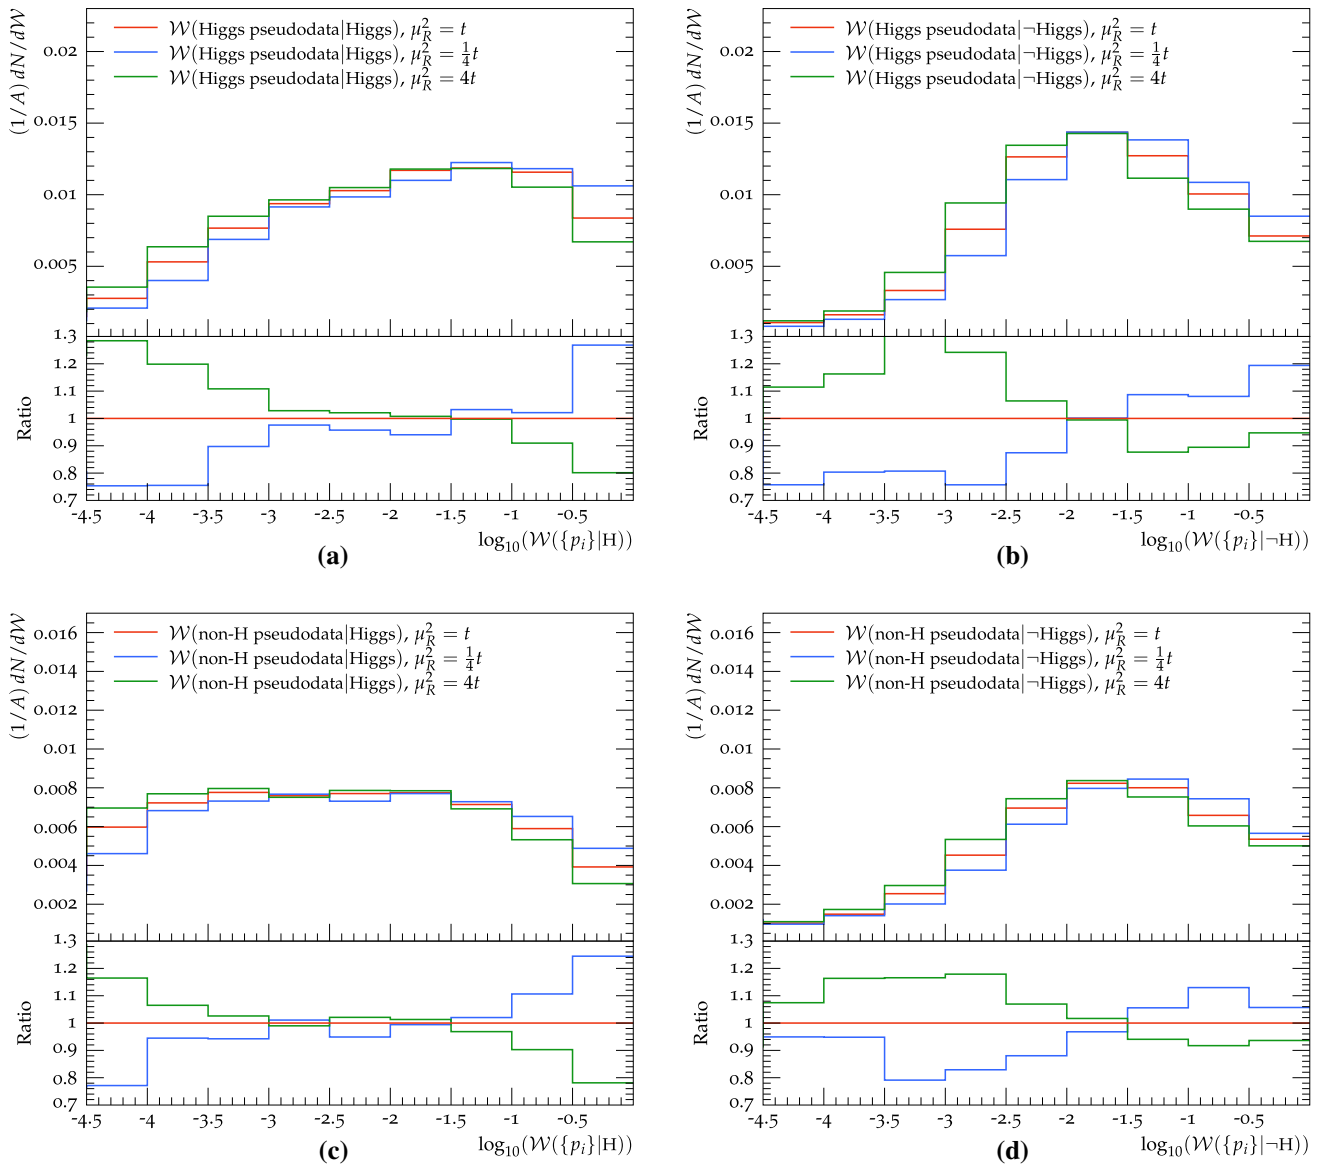 (1/A) dN/dW
0.02
0.015
0.01
0.005
W(Higgs pseudodata|Higgs), μ_R^2 = t
W(Higgs pseudodata|Higgs), μ_R^2 = 1/4 t
W(Higgs pseudodata|Higgs), μ_R^2 = 4t
Ratio
1.3
1.2
1.1
1
0.9
0.8
0.7
-4.5 -4 -3.5 -3 -2.5 -2 -1.5 -1 -0.5
log10(W({p_i}|H))
(a)
(1/A) dN/dW
0.02
0.015
0.01
0.005
W(Higgs pseudodata|¬Higgs), μ_R^2 = t
W(Higgs pseudodata|¬Higgs), μ_R^2 = 1/4 t
W(Higgs pseudodata|¬Higgs), μ_R^2 = 4t
Ratio
1.3
1.2
1.1
1
0.9
0.8
0.7
-4.5 -4 -3.5 -3 -2.5 -2 -1.5 -1 -0.5
log10(W({p_i}|¬H))
(b)
(1/A) dN/dW
0.016
0.014
0.012
0.01
0.008
0.006
0.004
0.002
W(non-H pseudodata|Higgs), μ_R^2 = t
W(non-H pseudodata|Higgs), μ_R^2 = 1/4 t
W(non-H pseudodata|Higgs), μ_R^2 = 4t
Ratio
1.3
1.2
1.1
1
0.9
0.8
0.7
-4.5 -4 -3.5 -3 -2.5 -2 -1.5 -1 -0.5
log10(W({p_i}|H))
(c)
(1/A) dN/dW
0.016
0.014
0.012
0.01
0.008
0.006
0.004
0.002
W(non-H pseudodata|¬Higgs), μ_R^2 = t
W(non-H pseudodata|¬Higgs), μ_R^2 = 1/4 t
W(non-H pseudodata|¬Higgs), μ_R^2 = 4t
Ratio
1.3
1.2
1.1
1
0.9
0.8
0.7
-4.5 -4 -3.5 -3 -2.5 -2 -1.5 -1 -0.5
log10(W({p_i}|¬H))
(d)